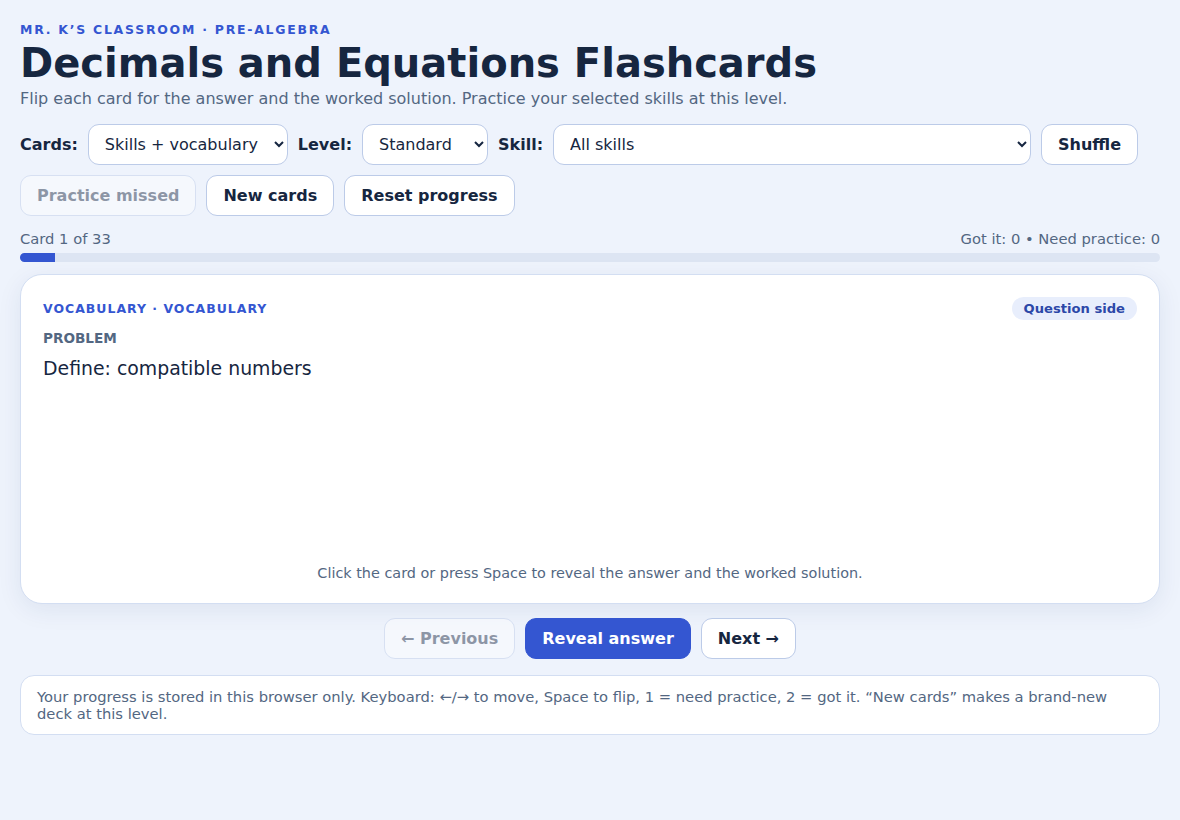 MR. K'S CLASSROOM · PRE-ALGEBRA
Decimals and Equations Flashcards
Flip each card for the answer and the worked solution. Practice your selected skills at this level.
Cards: Skills + vocabulary Level: Standard Skill: All skills Shuffle
Practice missed New cards Reset progress
Card 1 of 33 Got it: 0 • Need practice: 0
VOCABULARY · VOCABULARY Question side
PROBLEM
Define: compatible numbers
Click the card or press Space to reveal the answer and the worked solution.
← Previous Reveal answer Next →
Your progress is stored in this browser only. Keyboard: ←/→ to move, Space to flip, 1 = need practice, 2 = got it. “New cards” makes a brand-new
deck at this level.